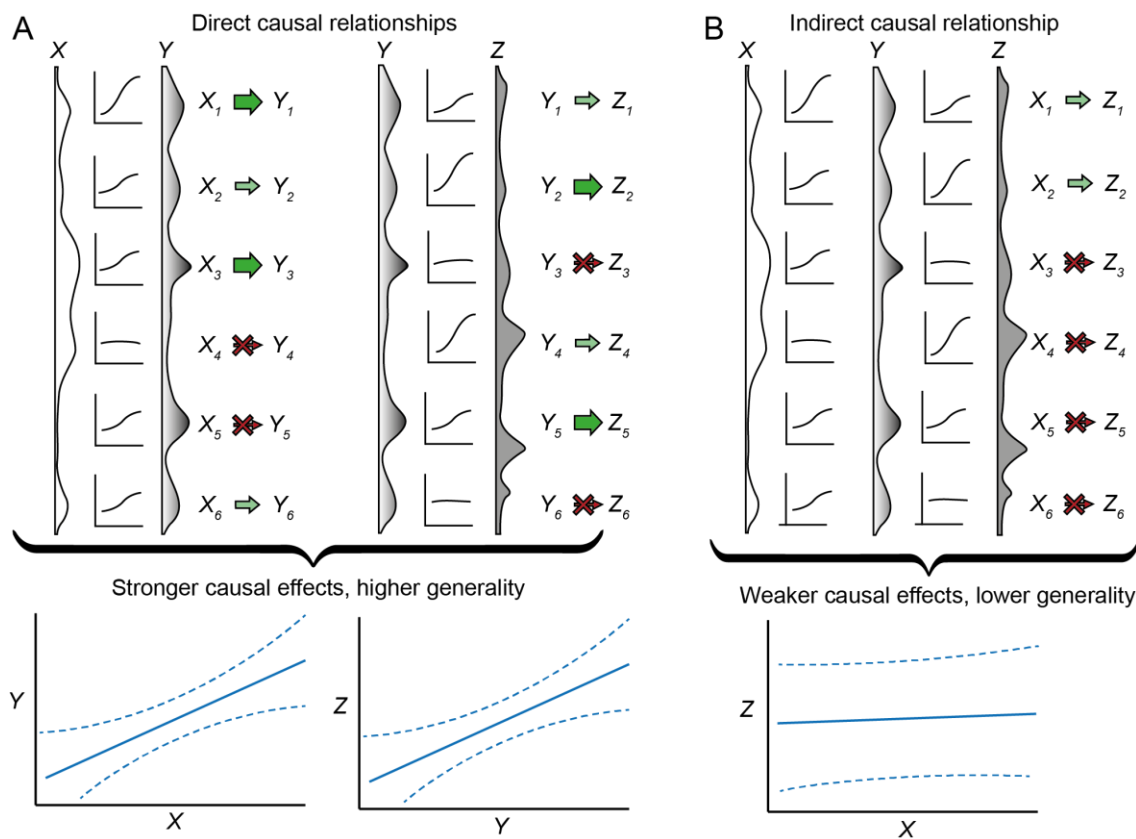 A
Direct causal relationships
X Y Y Z
X1 Y1 Y1 Z1
X2 Y2 Y2 Z2
X3 Y3 Y3 Z3
X4 Y4 Y4 Z4
X5 Y5 Y5 Z5
X6 Y6 Y6 Z6
Stronger causal effects, higher generality
Y
X
Z
Y
B
Indirect causal relationship
X Y Z
X1 Z1
X2 Z2
X3 Z3
X4 Z4
X5 Z5
X6 Z6
Weaker causal effects, lower generality
Z
X